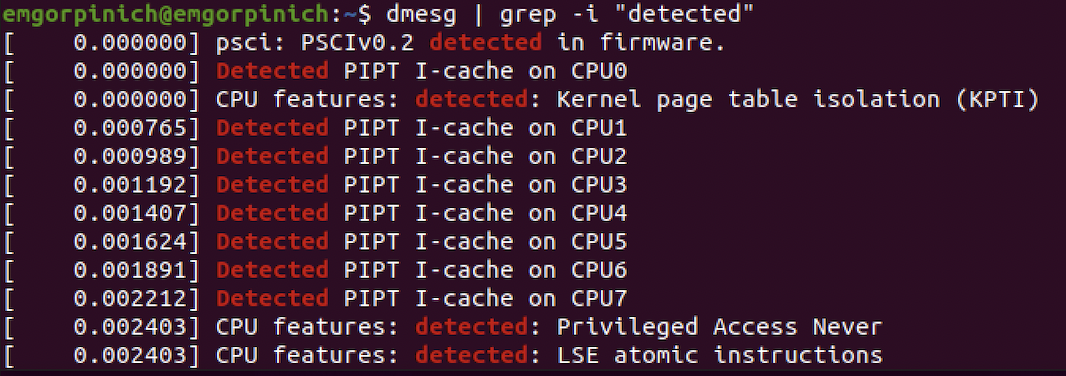 emgorpinich@emgorpinich:~$ dmesg | grep -i "detected"
[    0.000000] psci: PSCIv0.2 detected in firmware.
[    0.000000] Detected PIPT I-cache on CPU0
[    0.000000] CPU features: detected: Kernel page table isolation (KPTI)
[    0.000765] Detected PIPT I-cache on CPU1
[    0.000989] Detected PIPT I-cache on CPU2
[    0.001192] Detected PIPT I-cache on CPU3
[    0.001407] Detected PIPT I-cache on CPU4
[    0.001624] Detected PIPT I-cache on CPU5
[    0.001891] Detected PIPT I-cache on CPU6
[    0.002212] Detected PIPT I-cache on CPU7
[    0.002403] CPU features: detected: Privileged Access Never
[    0.002403] CPU features: detected: LSE atomic instructions